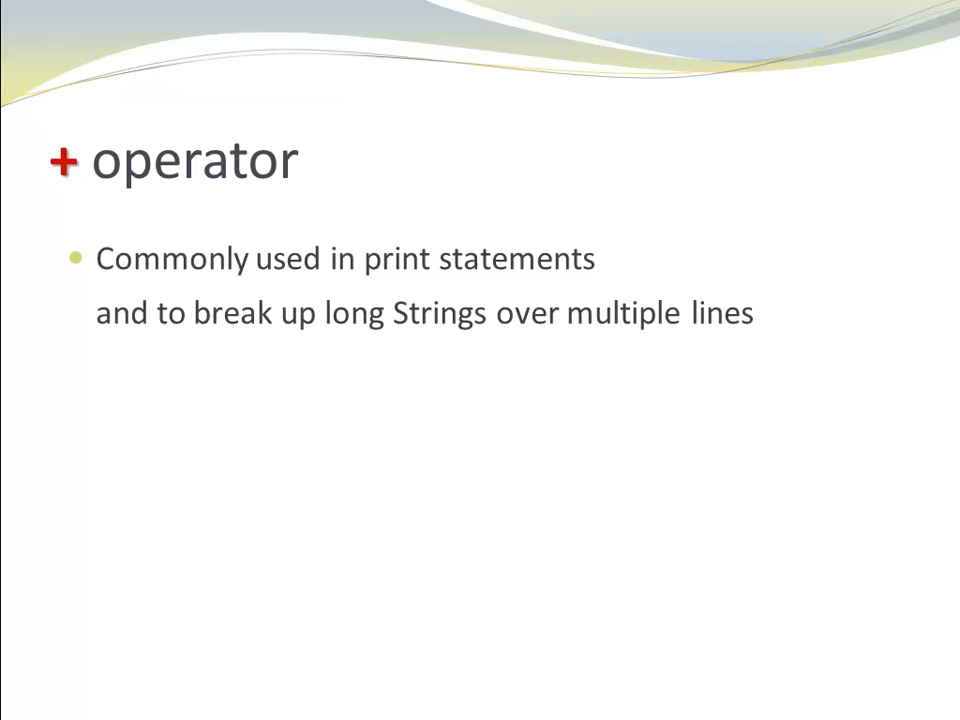 + operator
Commonly used in print statements
and to break up long Strings over multiple lines